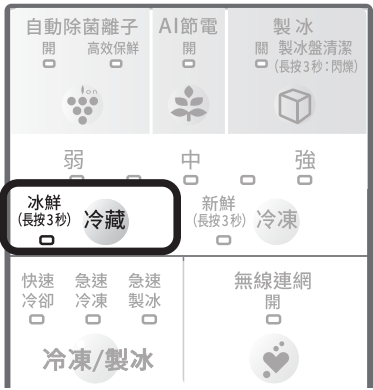 自動除菌離子
開 高效保鮮
ion
AI節電
開
製冰
關 製冰盤清潔
(長按3秒:閃爍)
弱 中 強
冰鮮
(長按3秒)
冷藏
新鮮
(長按3秒)
冷凍
快速
冷卻
急速
冷凍
急速
製冰
冷凍/製冰
無線連網
開